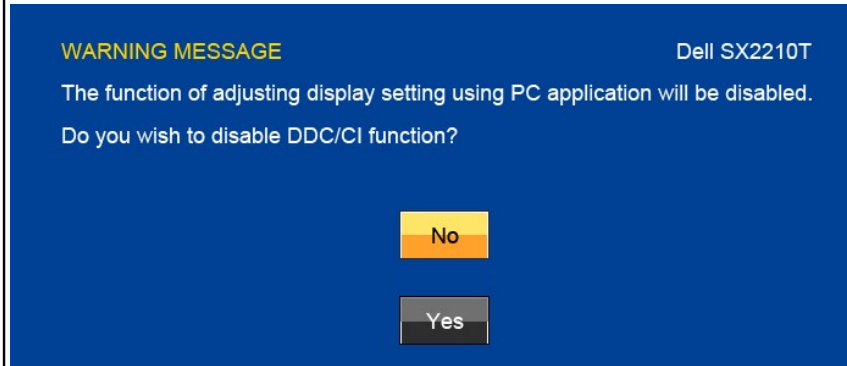 WARNING MESSAGE Dell SX2210T
The function of adjusting display setting using PC application will be disabled.
Do you wish to disable DDC/CI function?
No
Yes